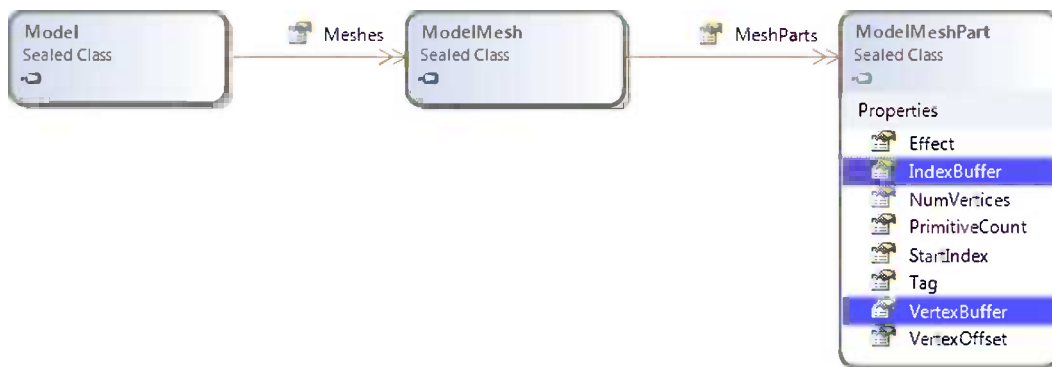 Model
Sealed Class
Meshes
ModelMesh
Sealed Class
MeshParts
ModelMeshPart
Sealed Class
Properties
Effect
IndexBuffer
NumVertices
PrimitiveCount
StartIndex
Tag
VertexBuffer
VertexOffset